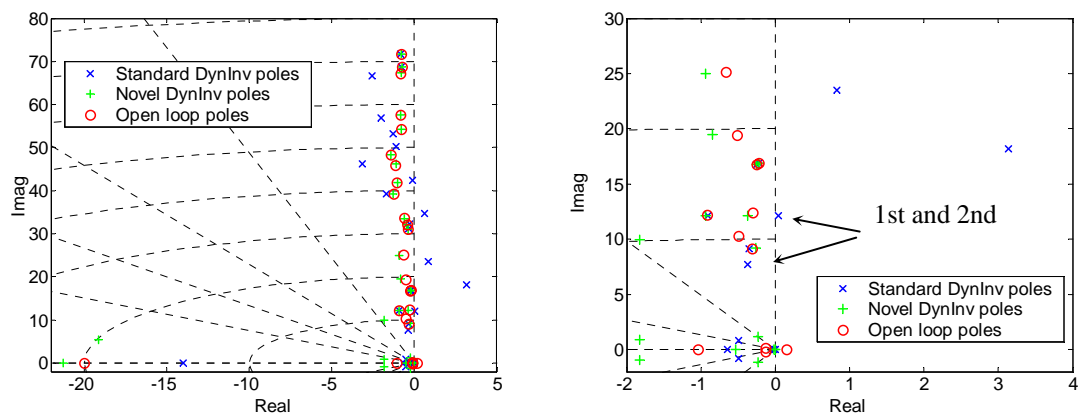 80
70
60
50
40
30
20
10
0
-20
-15
-10
-5
0
5
Real
Imag
Standard DynInv poles
Novel DynInv poles
Open loop poles
30
25
20
15
10
5
0
-2
-1
0
1
2
3
4
Real
Imag
1st and 2nd
Standard DynInv poles
Novel DynInv poles
Open loop poles